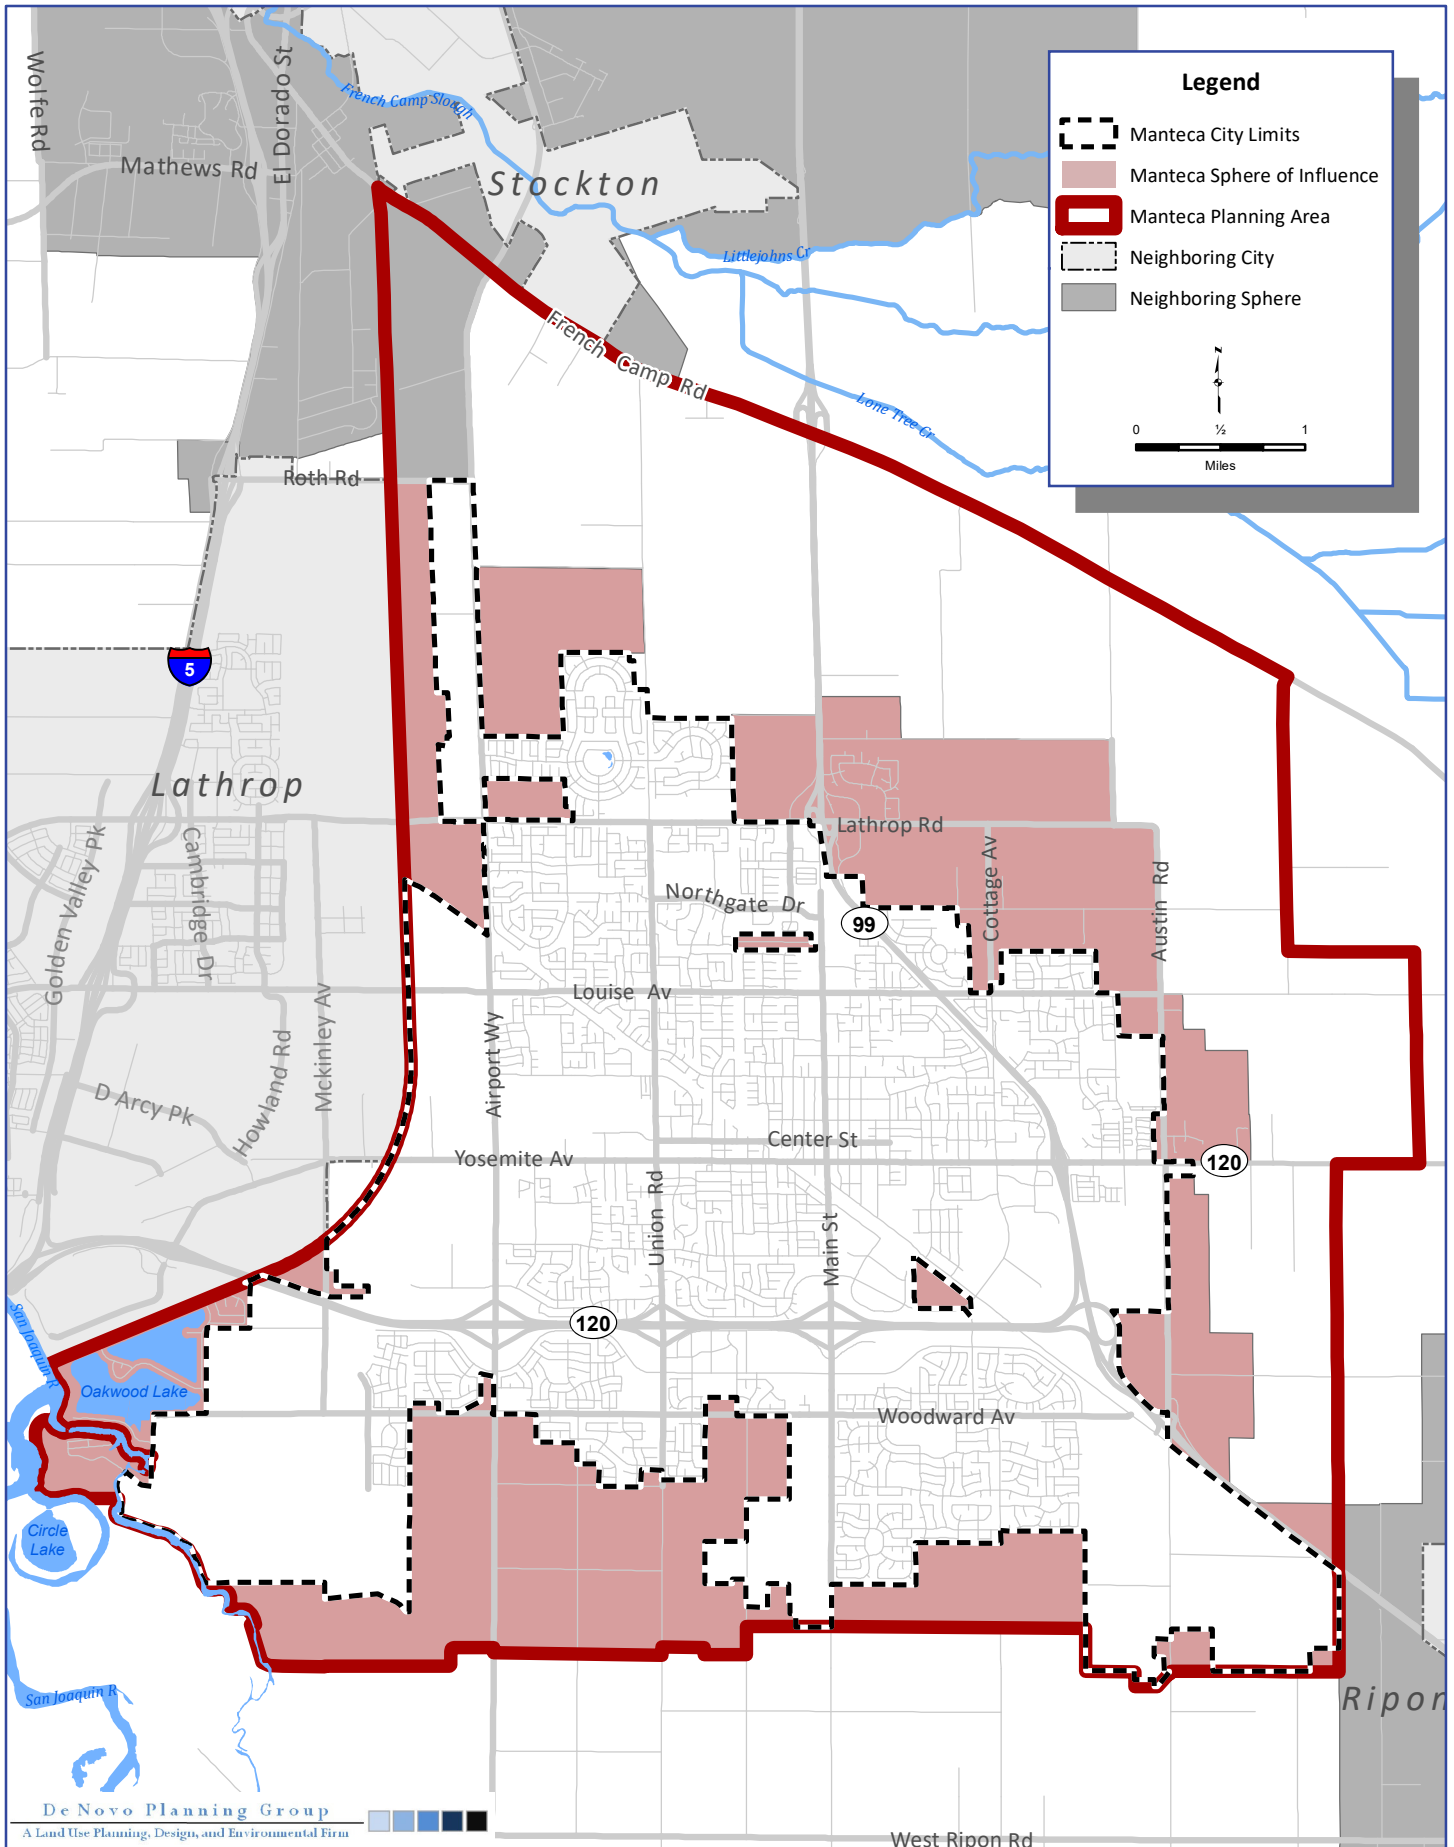 Legend
Manteca City Limits
Manteca Sphere of Influence
Manteca Planning Area
Neighboring City
Neighboring Sphere
N
0 ½ 1
Miles
Wolfe Rd
El Dorado St
French Camp Slough
Mathews Rd
Stockton
Littlejohns Cr
French Camp Rd
Lone Tree Cr
Roth Rd
5
Lathrop
Lathrop Rd
Golden Valley Pk
Cambridge Dr
Cottage Av
Austin Rd
Northgate Dr
99
Louise Av
Mckinley Av
Howland Rd
Airport Wy
D Arcy Pk
Center St
Yosemite Av
120
Union Rd
Main St
120
San Joaquin R
Oakwood Lake
Woodward Av
Circle
Lake
San Joaquin R
Ripon
De Novo Planning Group
A Land Use Planning, Design, and Environmental Firm
West Ripon Rd